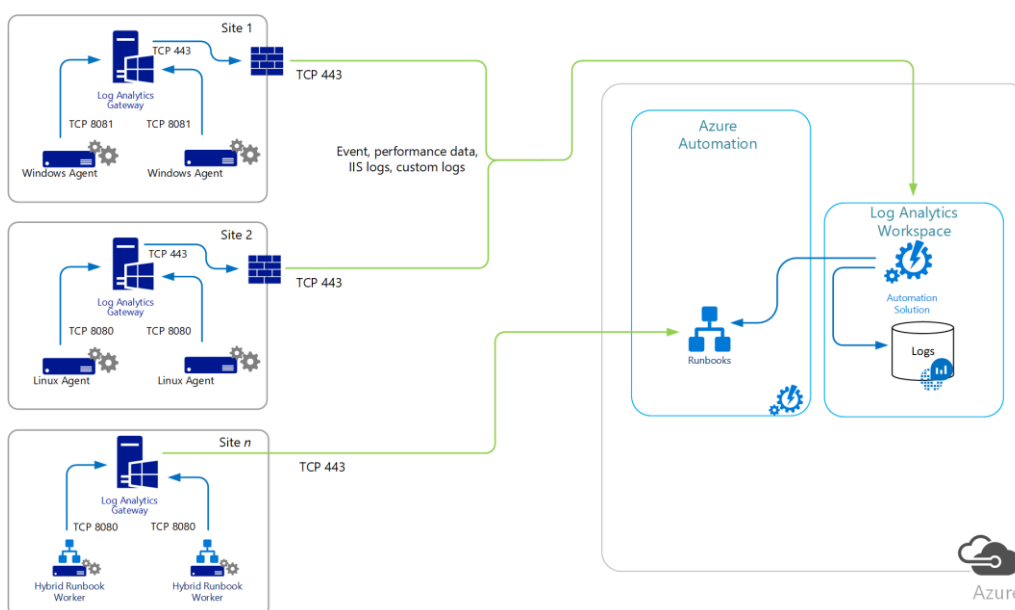 Site 1
TCP 443
Log Analytics
Gateway
TCP 8081
TCP 8081
Windows Agent
Windows Agent
TCP 443
Event, performance data,
IIS logs, custom logs
Site 2
TCP 443
Log Analytics
Gateway
TCP 8080
TCP 8080
Linux Agent
Linux Agent
TCP 443
Site n
Log Analytics
Gateway
TCP 8080
TCP 8080
Hybrid Runbook
Worker
Hybrid Runbook
Worker
TCP 443
Azure
Automation
Runbooks
Log Analytics
Workspace
Automation
Solution
Logs
Azure